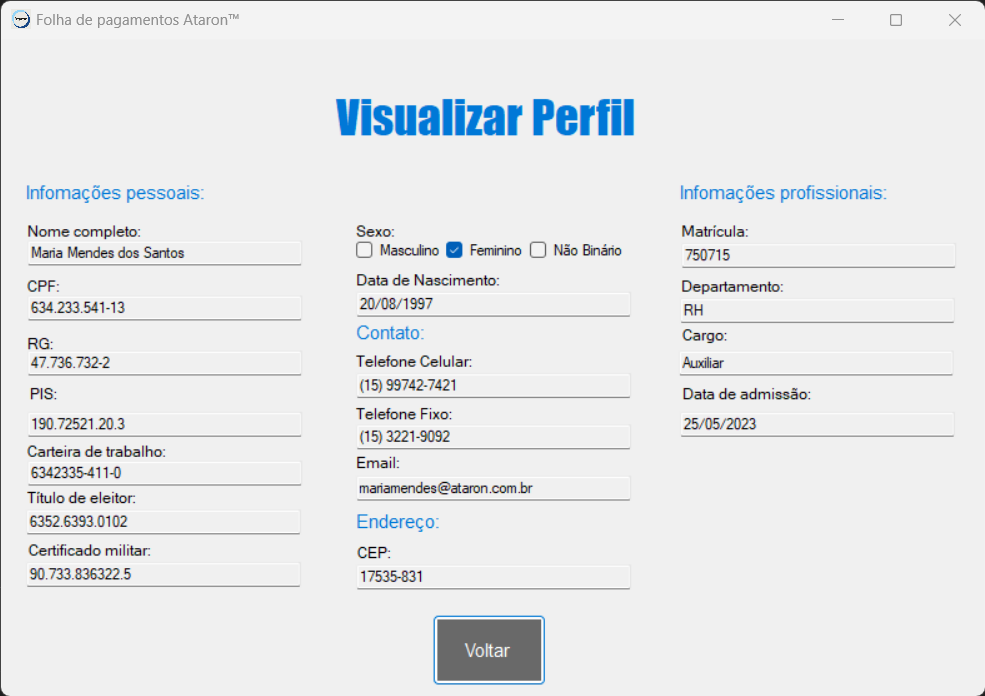 Folha de pagamentos Ataron™
Visualizar Perfil
Infomações pessoais:
Nome completo:
Maria Mendes dos Santos
CPF:
634.233.541-13
RG:
47.736.732-2
PIS:
190.72521.20.3
Carteira de trabalho:
6342335-411-0
Título de eleitor:
6352.6393.0102
Certificado militar:
90.733.836322.5
Sexo:
Masculino Feminino Não Binário
Data de Nascimento:
20/08/1997
Contato:
Telefone Celular:
(15) 99742-7421
Telefone Fixo:
(15) 3221-9092
Email:
mariamendes@ataron.com.br
Endereço:
CEP:
17535-831
Infomações profissionais:
Matrícula:
750715
Departamento:
RH
Cargo:
Auxiliar
Data de admissão:
25/05/2023
Voltar